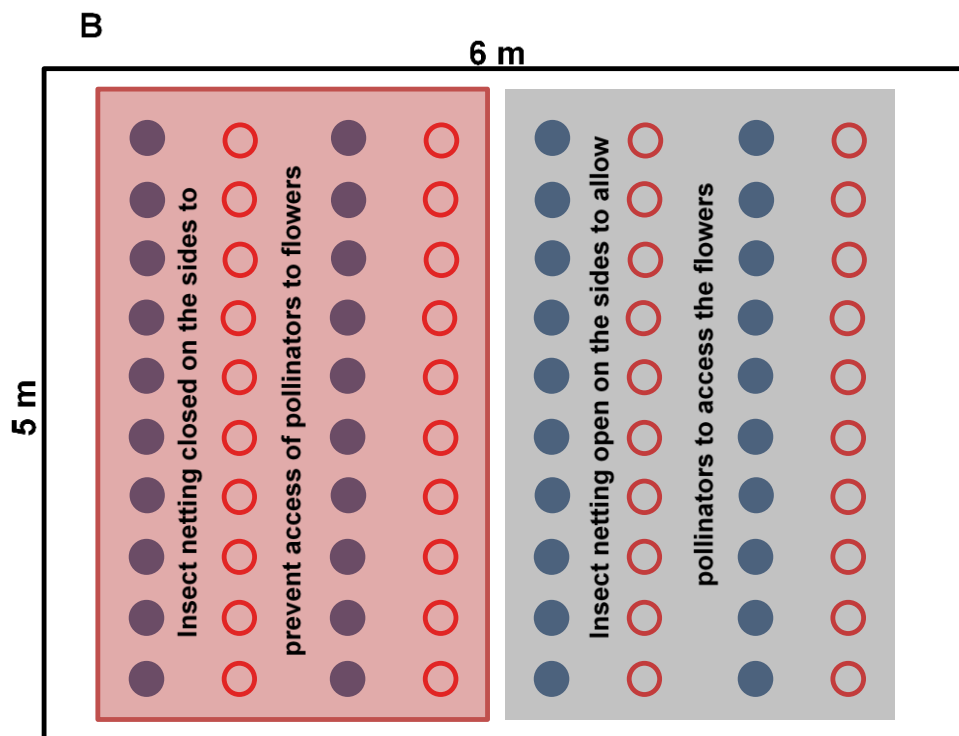 B
6 m
5 m
Insect netting closed on the sides to
prevent access of pollinators to flowers
Insect netting open on the sides to allow
pollinators to access the flowers